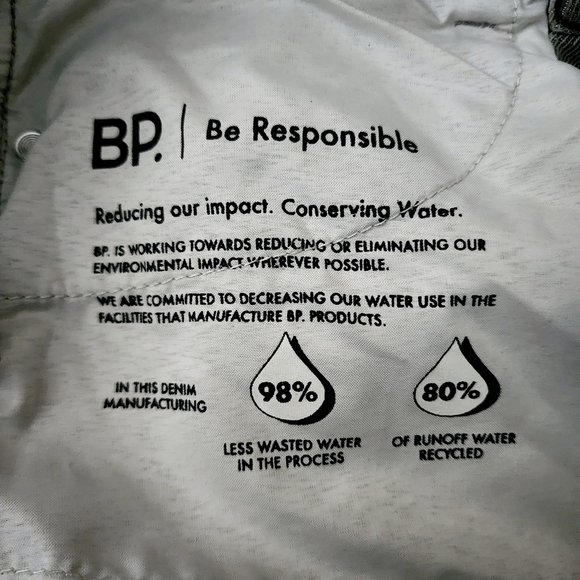 BP. | Be Responsible
Reducing our impact. Conserving Water.
BP. IS WORKING TOWARDS REDUCING OR ELIMINATING OUR
ENVIRONMENTAL IMPACT WHEREVER POSSIBLE.
WE ARE COMMITTED TO DECREASING OUR WATER USE IN THE
FACILITIES THAT MANUFACTURE BP. PRODUCTS.
IN THIS DENIM
MANUFACTURING
98%
LESS WASTED WATER
IN THE PROCESS
80%
OF RUNOFF WATER
RECYCLED